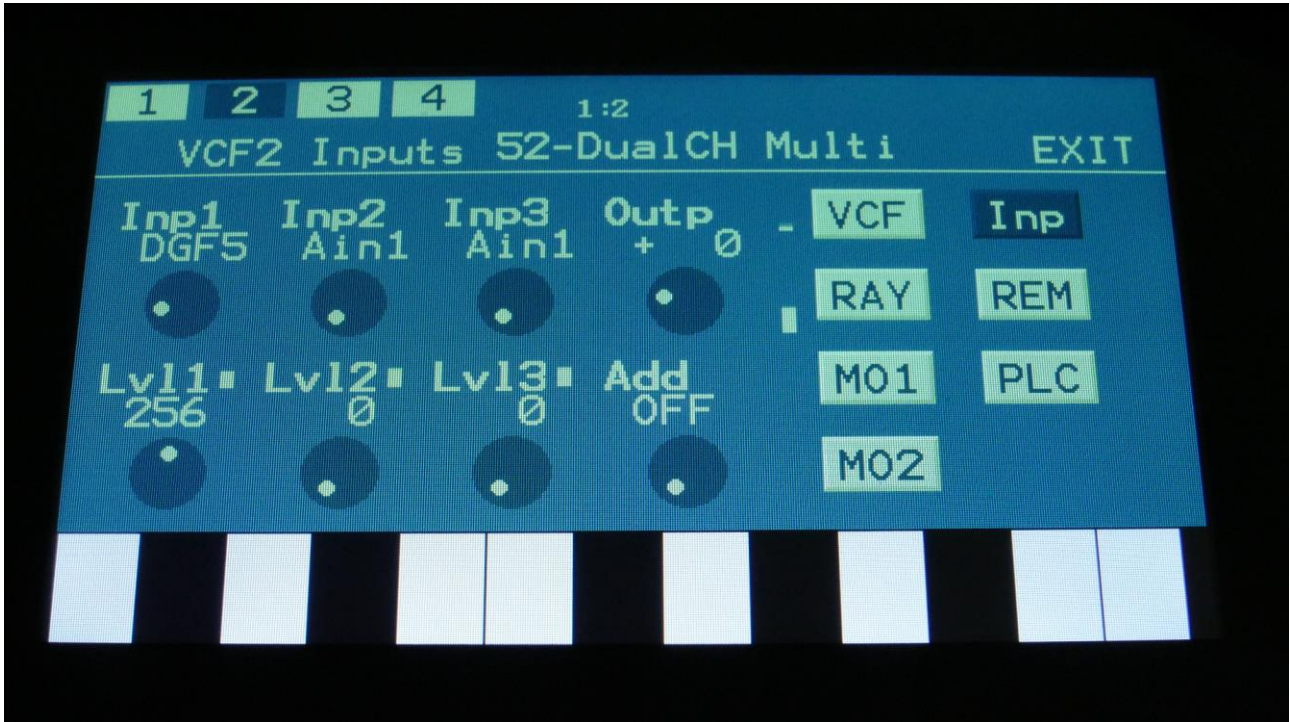 1 2 3 4 1:2
VCF2 Inputs 52-DualCH Multi EXIT
Inp1 Inp2 Inp3 Outp VCF Inp
DGF5 Ain1 Ain1 + 0
RAY REM
Lvl1 Lvl2 Lvl3 Add MO1 PLC
256 0 0 OFF
MO2